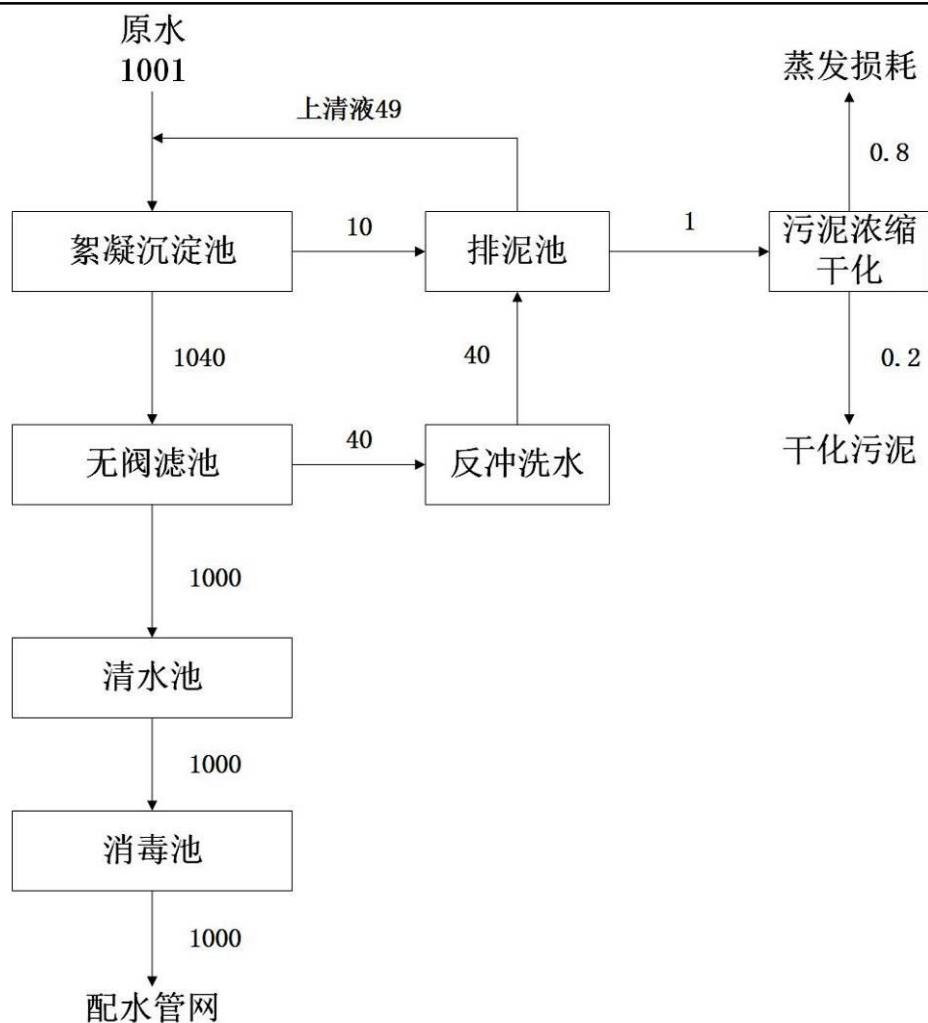 原水
1001
蒸发损耗
上清液49
0.8
絮凝沉淀池
10
排泥池
1
污泥浓缩
干化
1040
40
0.2
无阀滤池
40
反冲洗水
干化污泥
1000
清水池
1000
消毒池
1000
配水管网